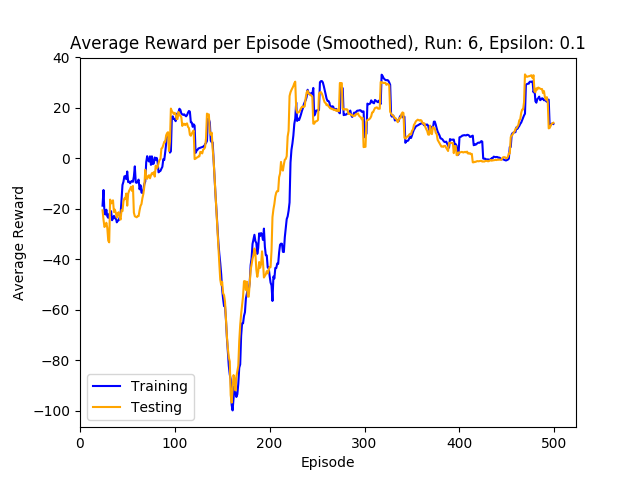 Average Reward per Episode (Smoothed), Run: 6, Epsilon: 0.1
40
20
0
−20
−40
−60
−80
−100
Average Reward
Training
Testing
0 100 200 300 400 500
Episode